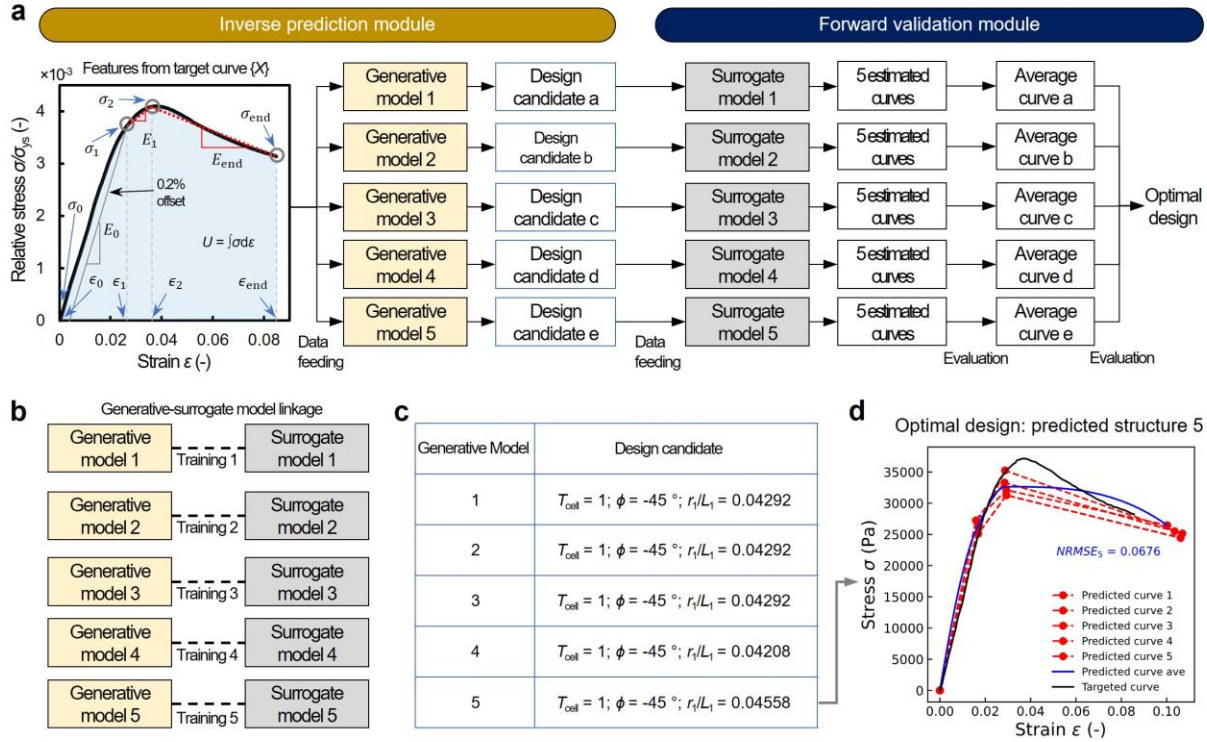 a
Inverse prediction module
Forward validation module
Features from target curve {X}
×10-3
4
3
2
1
0
Relative stress σ/σys (-)
0
0.02
0.04
0.06
0.08
Strain ε (-)
σ2
σ1
σend
E1
Eend
0.2%
offset
σ0
E0
U = ∫σdε
ϵ0
ϵ1
ϵ2
ϵend
Data
feeding
Generative
model 1
Design
candidate a
Surrogate
model 1
5 estimated
curves
Average
curve a
Generative
model 2
Design
candidate b
Surrogate
model 2
5 estimated
curves
Average
curve b
Generative
model 3
Design
candidate c
Surrogate
model 3
5 estimated
curves
Average
curve c
Generative
model 4
Design
candidate d
Surrogate
model 4
5 estimated
curves
Average
curve d
Generative
model 5
Design
candidate e
Surrogate
model 5
5 estimated
curves
Average
curve e
Optimal
design
Data
feeding
Evaluation
Evaluation
b
Generative-surrogate model linkage
Generative
model 1
Training 1
Surrogate
model 1
Generative
model 2
Training 2
Surrogate
model 2
Generative
model 3
Training 3
Surrogate
model 3
Generative
model 4
Training 4
Surrogate
model 4
Generative
model 5
Training 5
Surrogate
model 5
c
Generative Model
Design candidate
1
Tcell = 1; ϕ = -45 °; r1/L1 = 0.04292
2
Tcell = 1; ϕ = -45 °; r1/L1 = 0.04292
3
Tcell = 1; ϕ = -45 °; r1/L1 = 0.04292
4
Tcell = 1; ϕ = -45 °; r1/L1 = 0.04208
5
Tcell = 1; ϕ = -45 °; r1/L1 = 0.04558
d
Optimal design: predicted structure 5
35000
30000
25000
20000
15000
10000
5000
0
Stress σ (Pa)
NRMSE5 = 0.0676
Predicted curve 1
Predicted curve 2
Predicted curve 3
Predicted curve 4
Predicted curve 5
Predicted curve ave
Targeted curve
0.00
0.02
0.04
0.06
0.08
0.10
Strain ε (-)